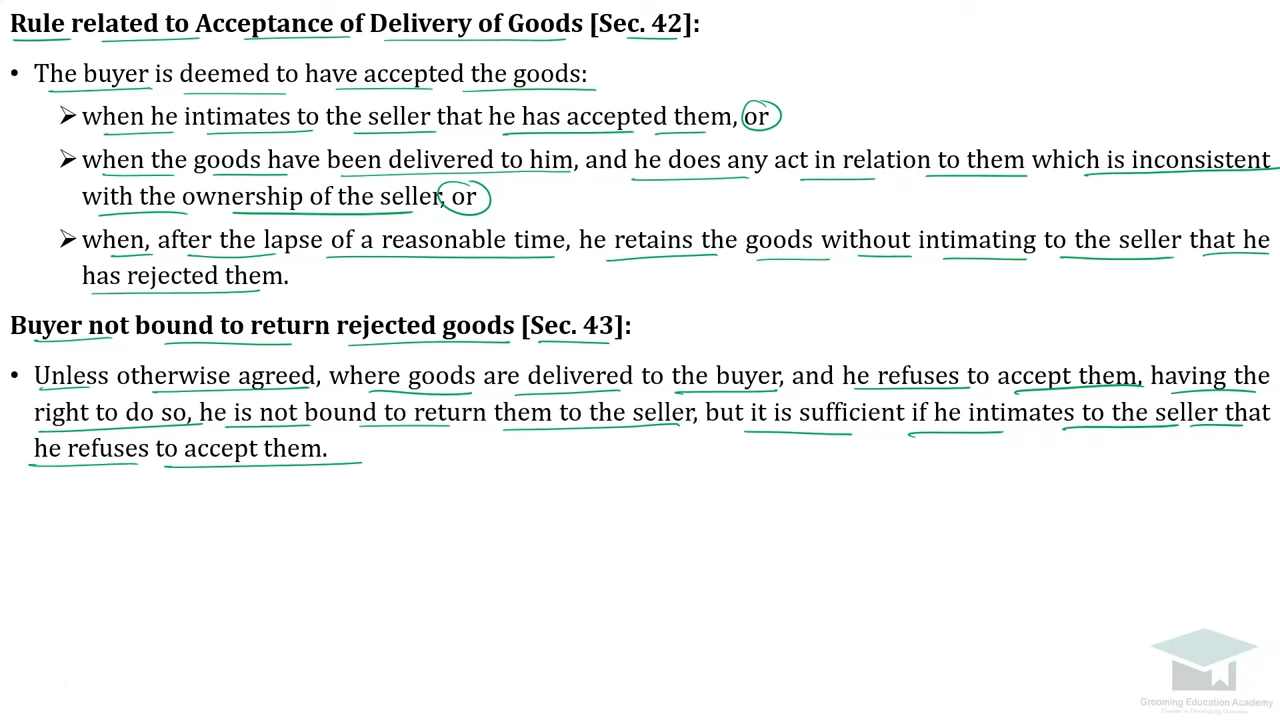 Rule related to Acceptance of Delivery of Goods [Sec. 42]:
• The buyer is deemed to have accepted the goods:
➢ when he intimates to the seller that he has accepted them, or
➢ when the goods have been delivered to him, and he does any act in relation to them which is inconsistent
with the ownership of the seller, or
➢ when, after the lapse of a reasonable time, he retains the goods without intimating to the seller that he
has rejected them.
Buyer not bound to return rejected goods [Sec. 43]:
• Unless otherwise agreed, where goods are delivered to the buyer, and he refuses to accept them, having the
right to do so, he is not bound to return them to the seller, but it is sufficient if he intimates to the seller that
he refuses to accept them.
Grooming Education Academy